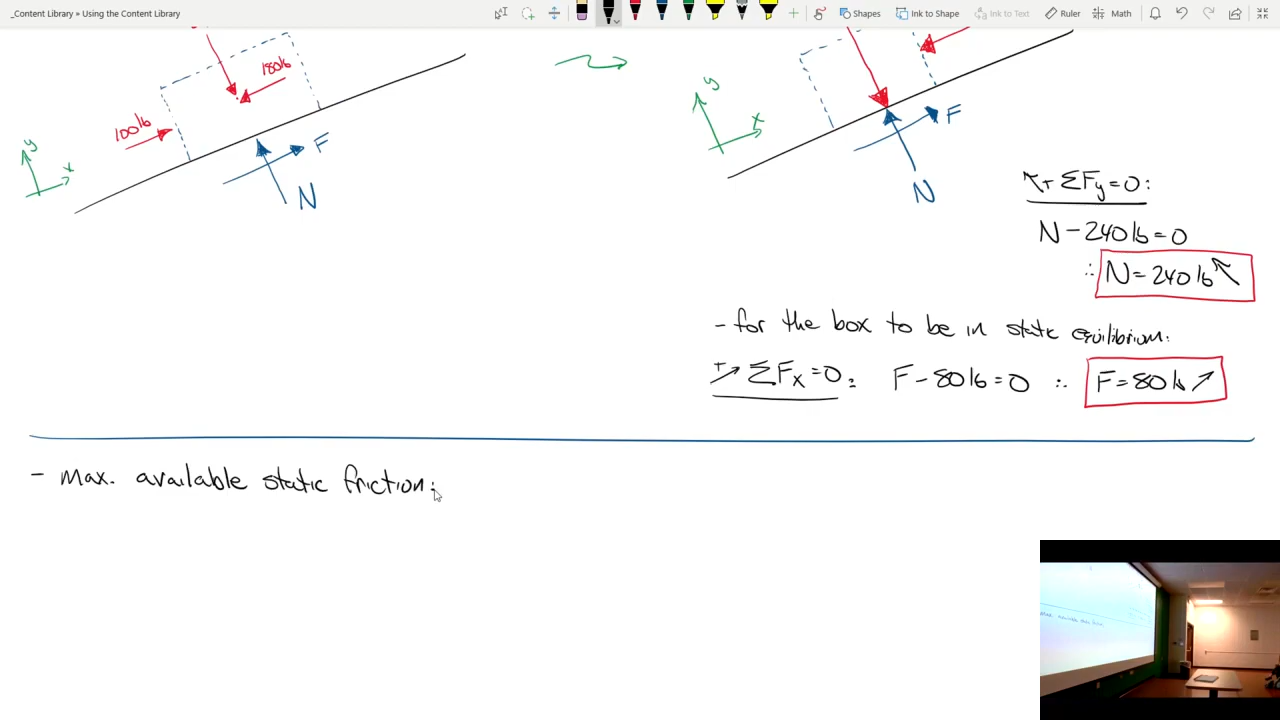 _Content Library » Using the Content Library
Shapes
Ink to Shape
Ink to Text
Ruler
Math
180lb
100lb
F
N
y
x
y
x
F
N
↖+ ΣFy=0:
N-240lb=0
∴ N=240lb↖
- for the box to be in static equilibrium:
+↗ ΣFx=0: F-80lb=0 ∴ F=80lb↗
- Max. available static friction: